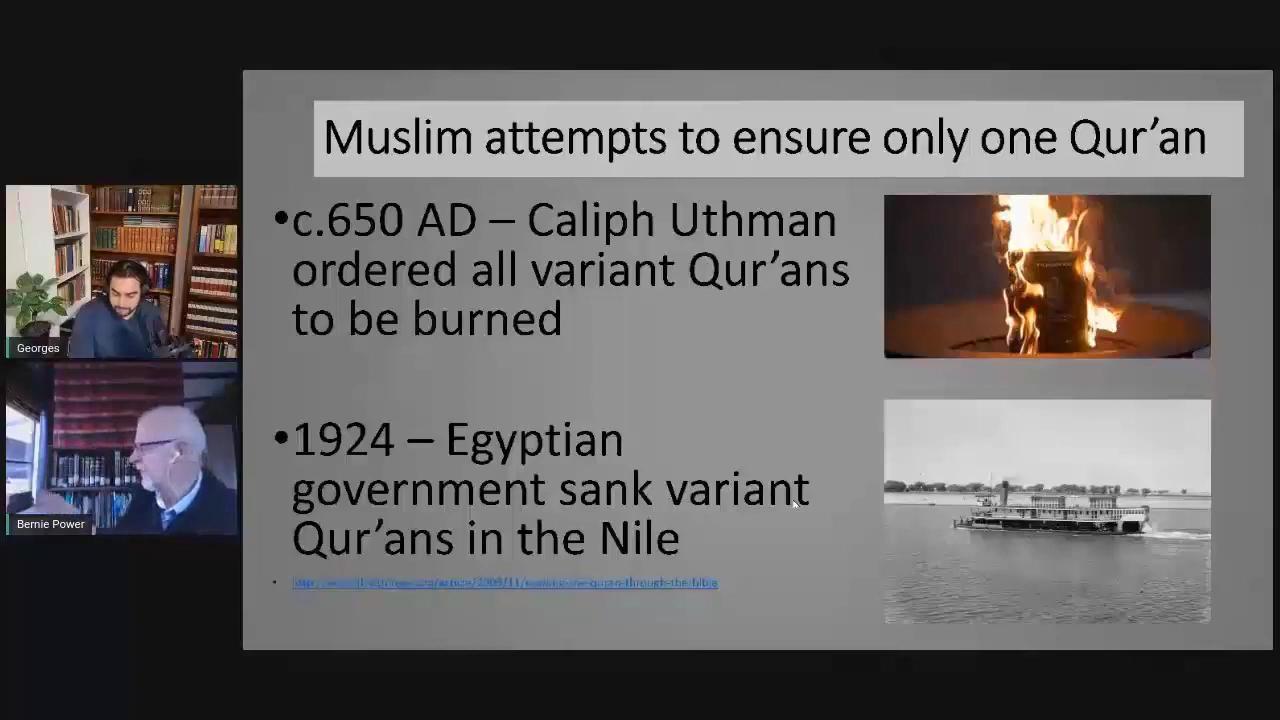 Muslim attempts to ensure only one Qur’an
•c.650 AD – Caliph Uthman
ordered all variant Qur’ans
to be burned
•1924 – Egyptian
government sank variant
Qur’ans in the Nile
Georges
Bernie Power